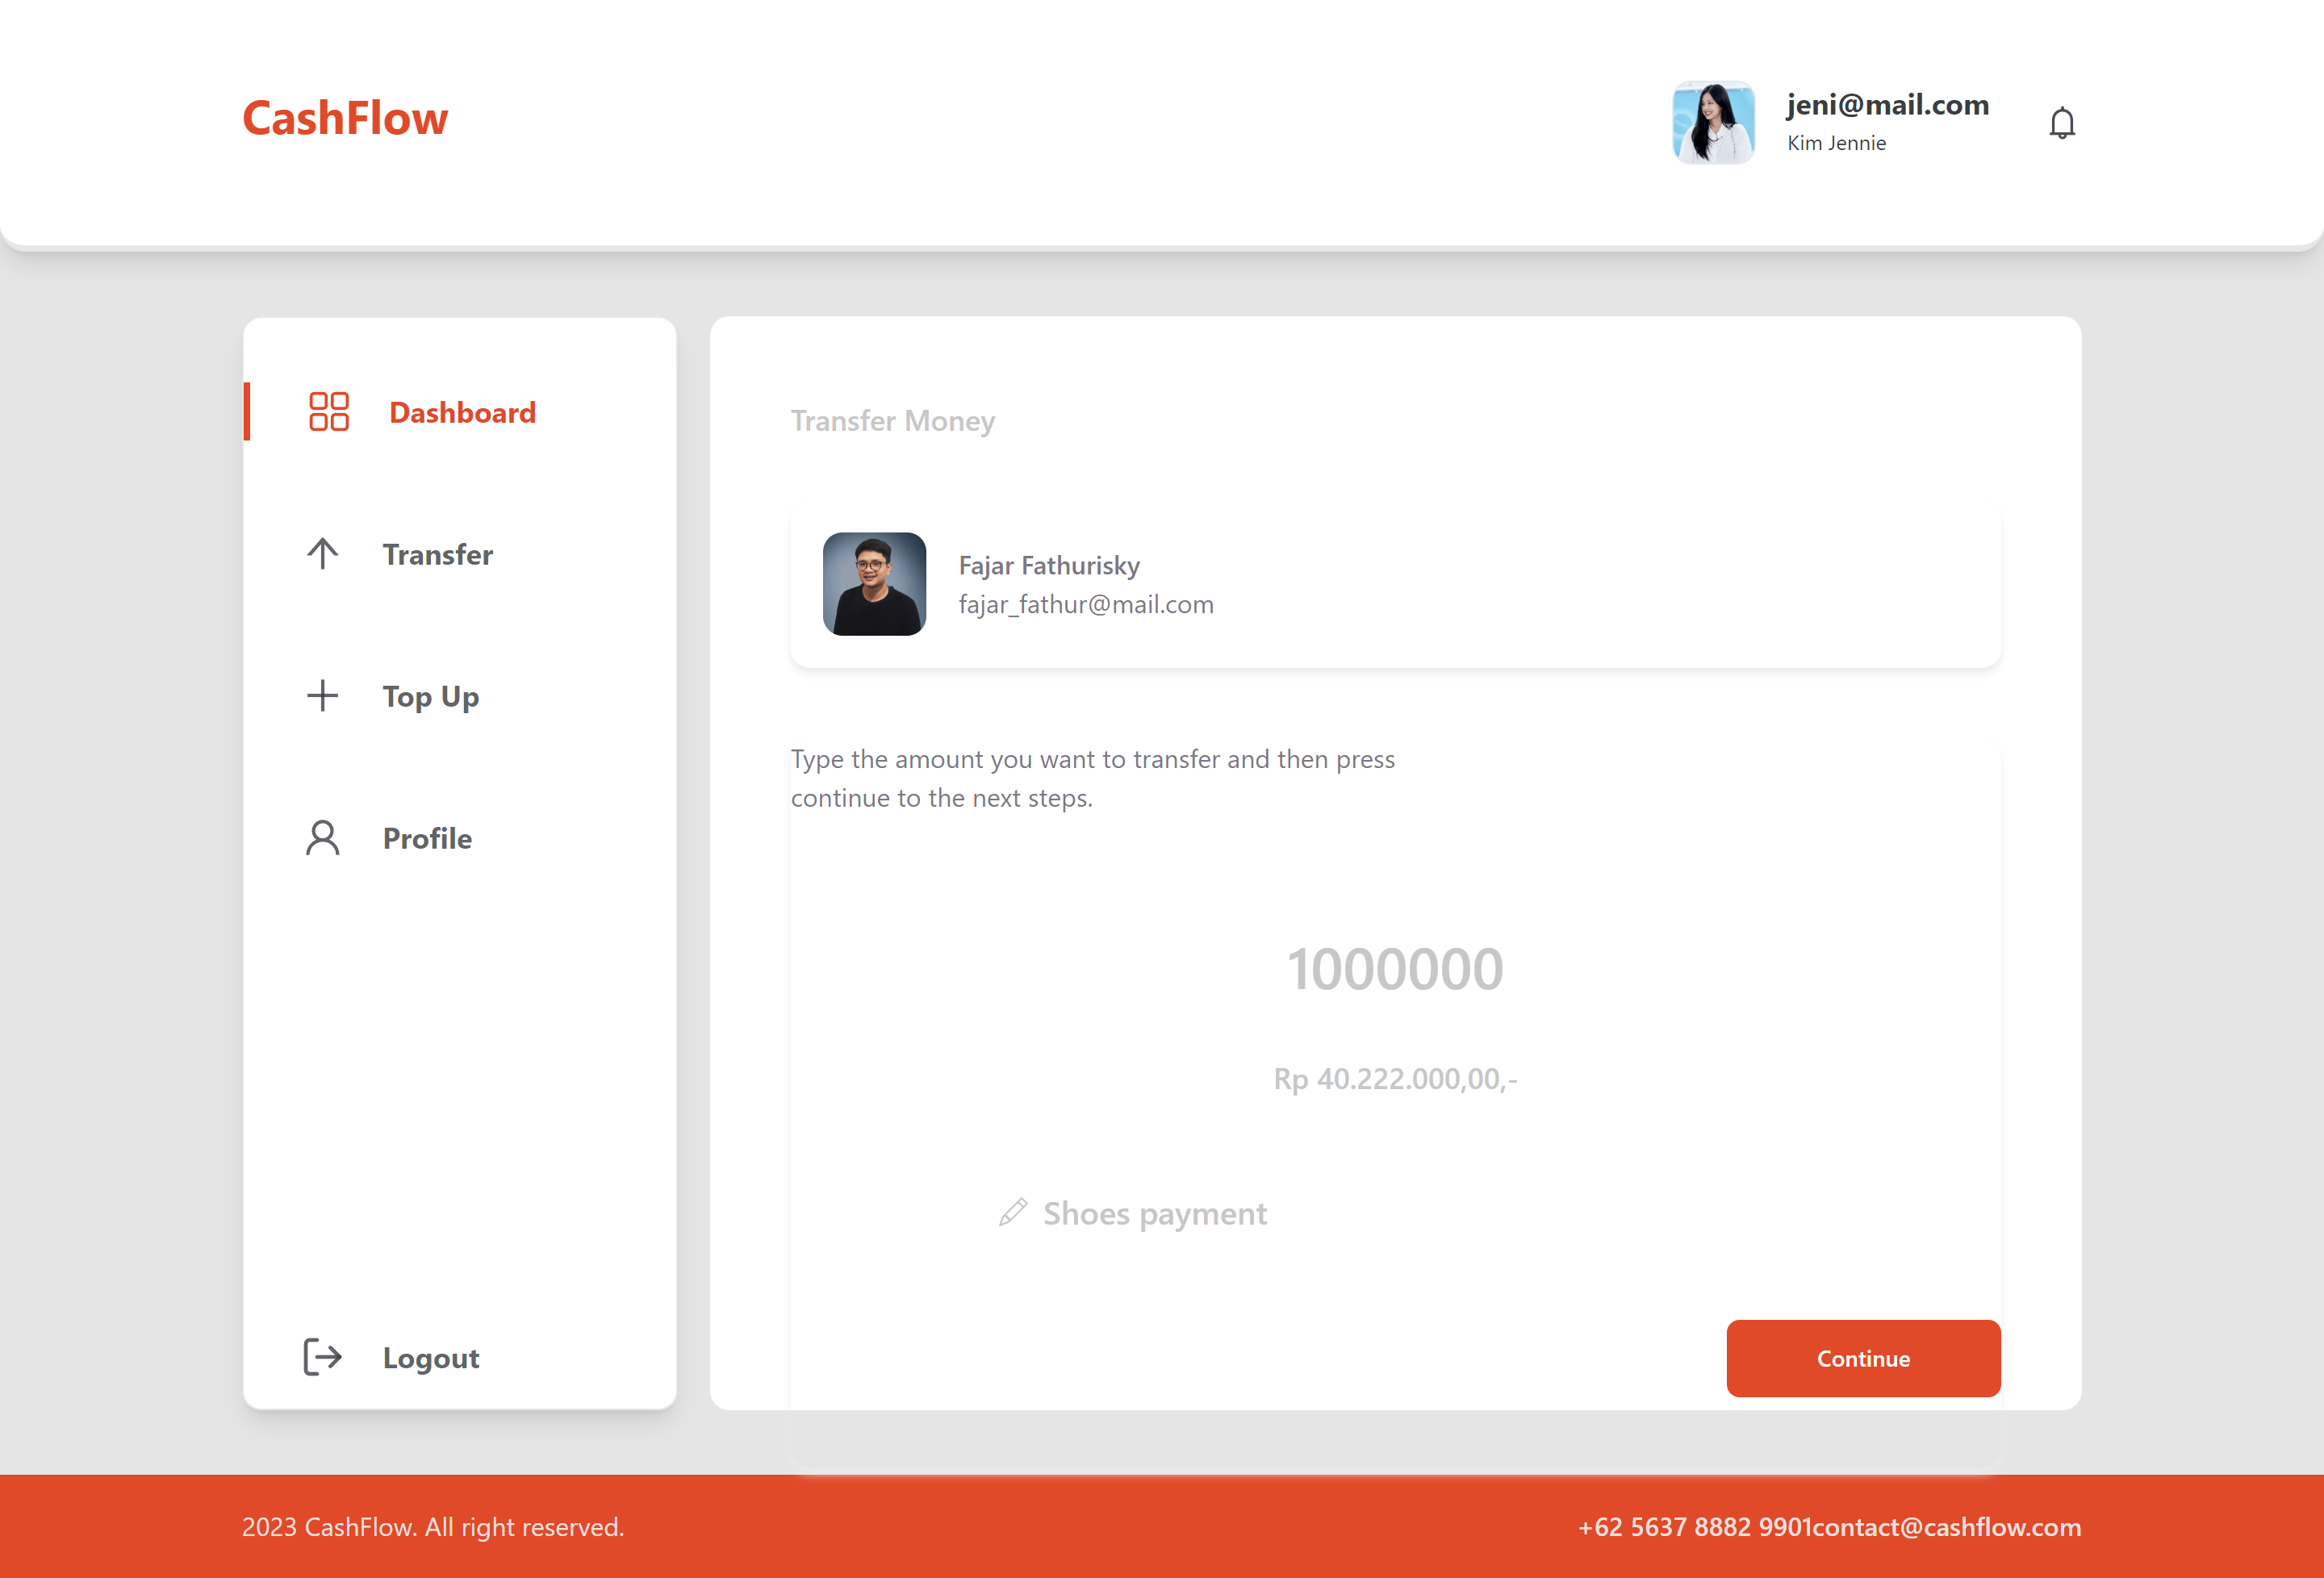 CashFlow
jeni@mail.com
Kim Jennie
Dashboard
Transfer
Top Up
Profile
Logout
Transfer Money
Fajar Fathurisky
fajar_fathur@mail.com
Type the amount you want to transfer and then press
continue to the next steps.
1000000
Rp 40.222.000,00,-
Shoes payment
Continue
2023 CashFlow. All right reserved.
+62 5637 8882 9901contact@cashflow.com